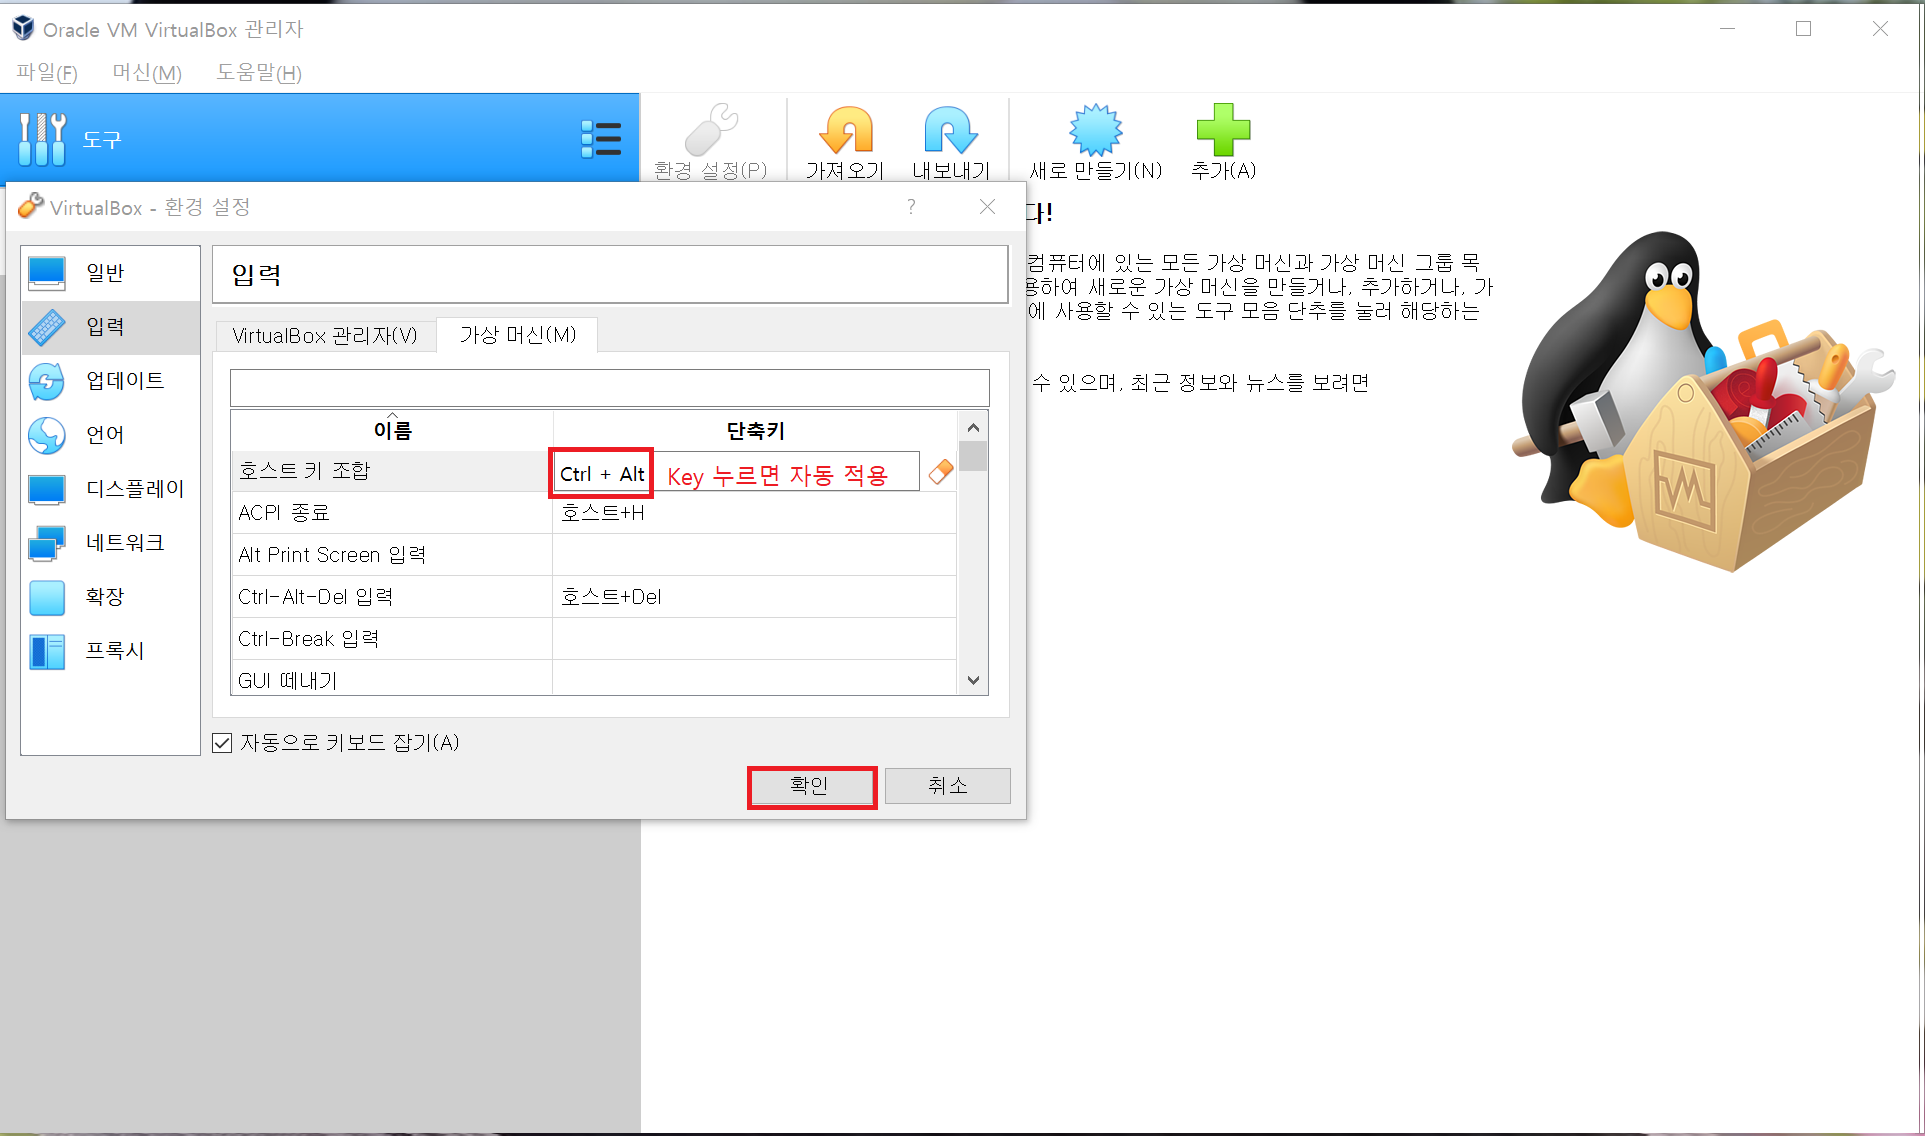 Oracle VM VirtualBox 관리자
파일(F) 머신(M) 도움말(H)
도구
환경 설정(P) 가져오기 내보내기 새로 만들기(N) 추가(A)
VirtualBox - 환경 설정 ?
다!
컴퓨터에 있는 모든 가상 머신과 가상 머신 그룹 목
용하여 새로운 가상 머신을 만들거나, 추가하거나, 가
에 사용할 수 있는 도구 모음 단추를 눌러 해당하는
수 있으며, 최근 정보와 뉴스를 보려면
일반
입력
업데이트
언어
디스플레이
네트워크
확장
프록시
입력
VirtualBox 관리자(V) 가상 머신(M)
이름 단축키
호스트 키 조합 Ctrl + Alt Key 누르면 자동 적용
ACPI 종료 호스트+H
Alt Print Screen 입력
Ctrl-Alt-Del 입력 호스트+Del
Ctrl-Break 입력
GUI 떼내기
자동으로 키보드 잡기(A)
확인 취소